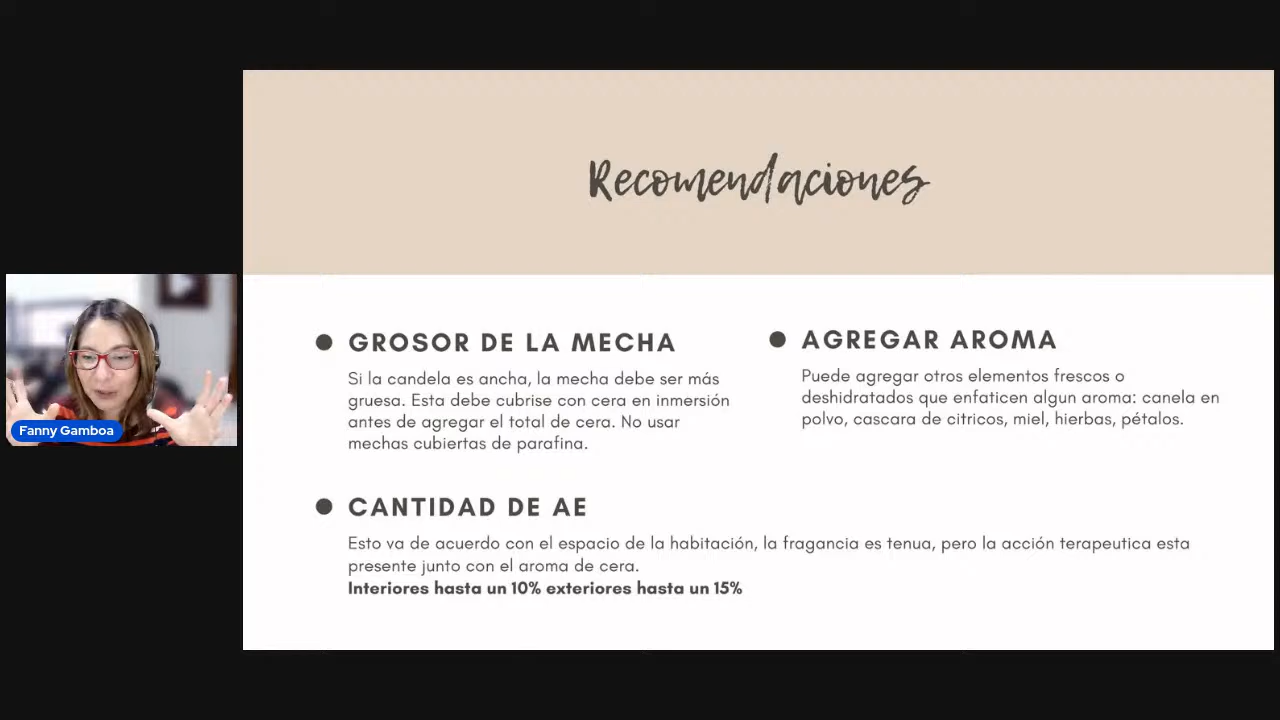 Recomendaciones
GROSOR DE LA MECHA
Si la candela es ancha, la mecha debe ser más
gruesa. Esta debe cubrise con cera en inmersión
antes de agregar el total de cera. No usar
mechas cubiertas de parafina.
AGREGAR AROMA
Puede agregar otros elementos frescos o
deshidratados que enfaticen algun aroma: canela en
polvo, cascara de citricos, miel, hierbas, pétalos.
CANTIDAD DE AE
Esto va de acuerdo con el espacio de la habitación, la fragancia es tenua, pero la acción terapeutica esta
presente junto con el aroma de cera.
Interiores hasta un 10% exteriores hasta un 15%
Fanny Gamboa